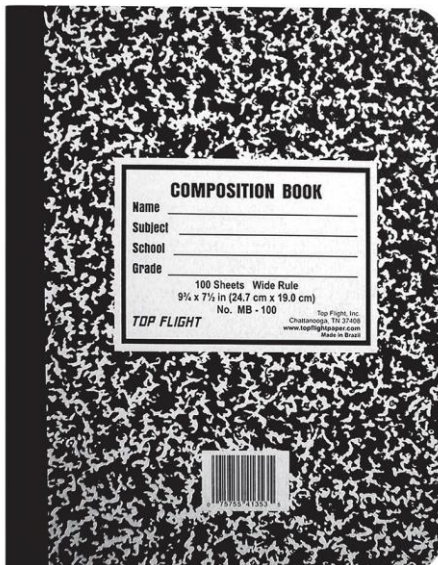 COMPOSITION BOOK
Name
Subject
School
Grade
100 Sheets Wide Rule
9¾ x 7½ in (24.7 cm x 19.0 cm)
No. MB - 100
TOP FLIGHT
Top Flight, Inc.
Chattanooga, TN 37406
www.topflightpaper.com
Made in Brazil
75755 41353